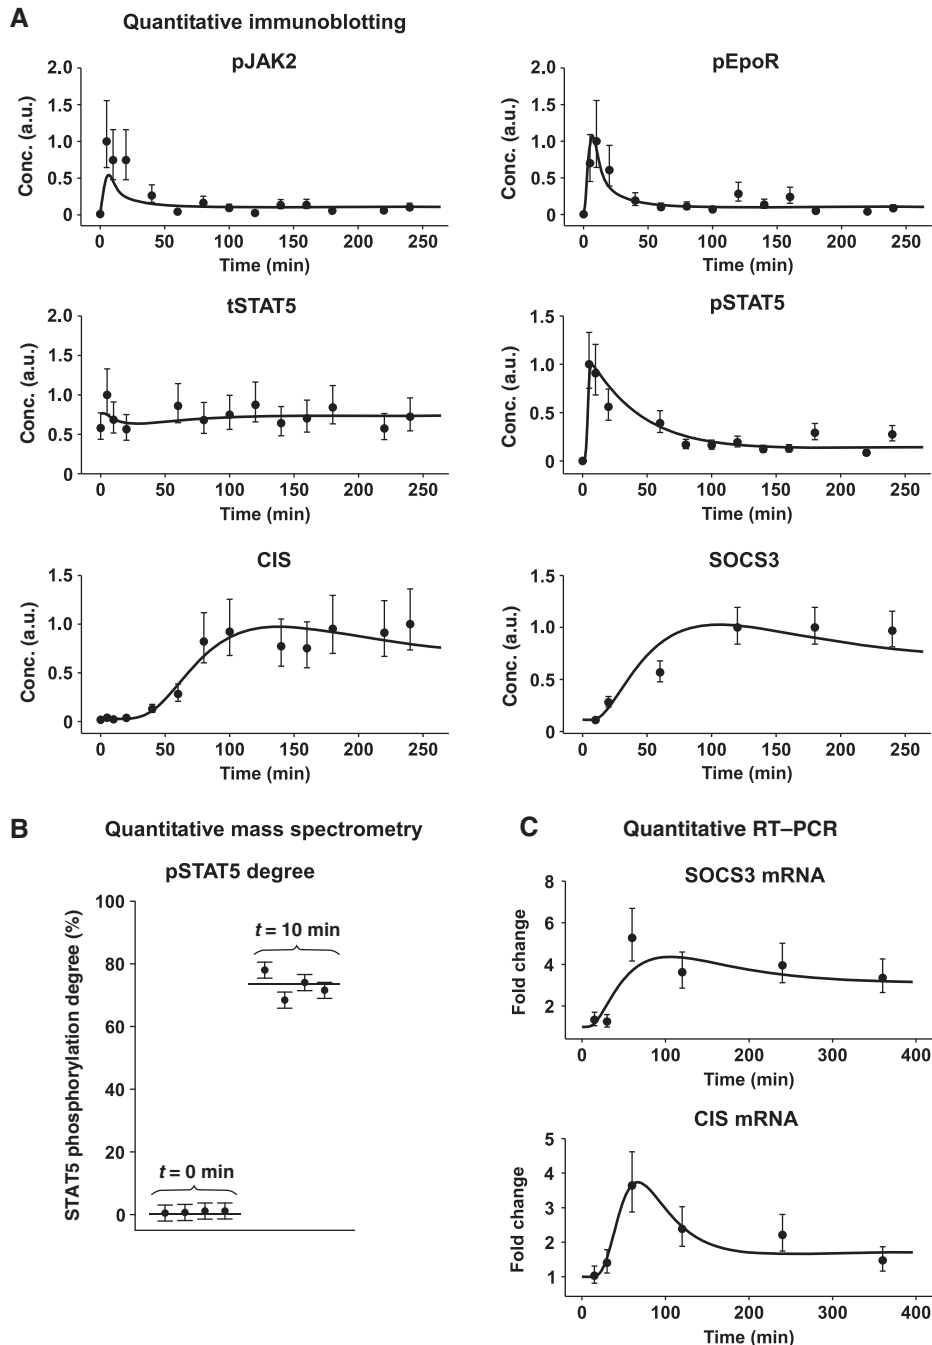 A
Quantitative immunoblotting
pJAK2
Conc. (a.u.)
2.0
1.5
1.0
0.5
0
0 50 100 150 200 250
Time (min)
pEpoR
Conc. (a.u.)
2.0
1.5
1.0
0.5
0
0 50 100 150 200 250
Time (min)
tSTAT5
Conc. (a.u.)
2.0
1.5
1.0
0.5
0
0 50 100 150 200 250
Time (min)
pSTAT5
Conc. (a.u.)
1.5
1.0
0.5
0
0 50 100 150 200 250
Time (min)
CIS
Conc. (a.u.)
1.5
1.0
0.5
0
0 50 100 150 200 250
Time (min)
SOCS3
Conc. (a.u.)
1.5
1.0
0.5
0
0 50 100 150 200 250
Time (min)
B
Quantitative mass spectrometry
pSTAT5 degree
STAT5 phosphorylation degree (%)
100
80
60
40
20
0
t = 10 min
t = 0 min
C
Quantitative RT–PCR
SOCS3 mRNA
Fold change
8
6
4
2
0 100 200 300 400
Time (min)
CIS mRNA
Fold change
5
4
3
2
1
0 100 200 300 400
Time (min)